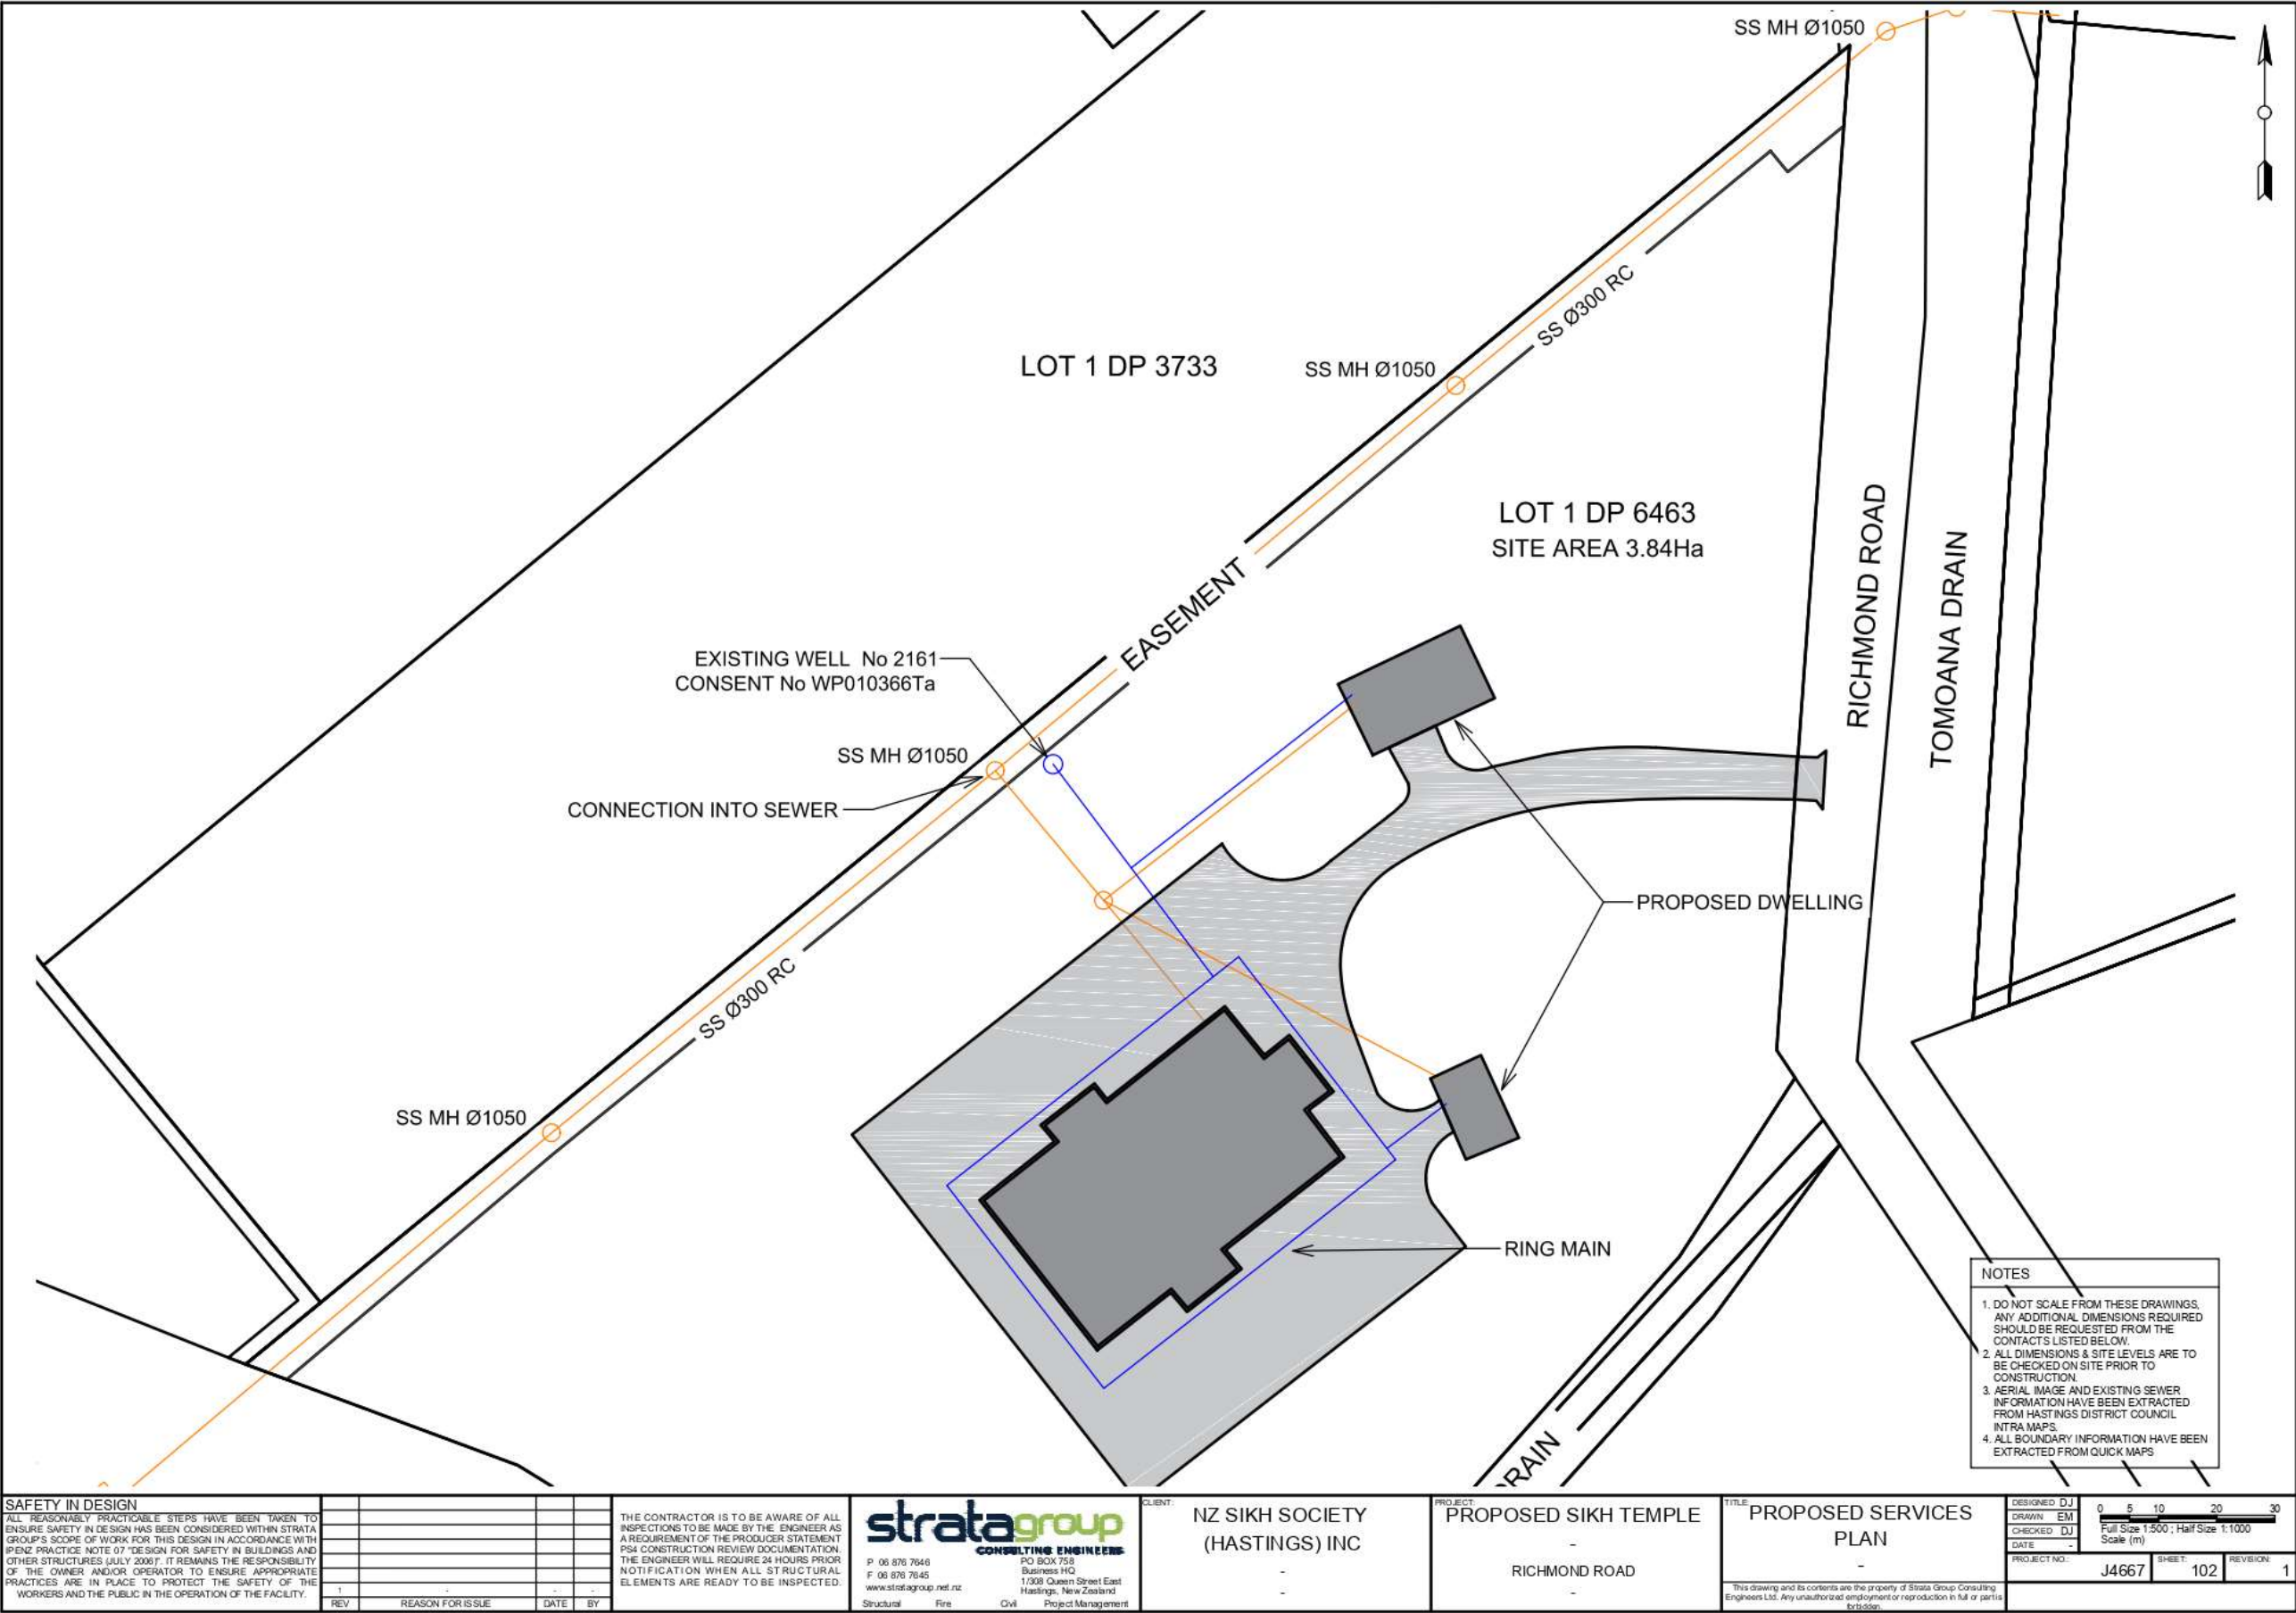 SS MH Ø1050
SS Ø300 RC
LOT 1 DP 3733
SS MH Ø1050
LOT 1 DP 6463
SITE AREA 3.84Ha
RICHMOND ROAD
TOMOANA DRAIN
EASEMENT
EXISTING WELL No 2161
CONSENT No WP010366Ta
SS MH Ø1050
CONNECTION INTO SEWER
PROPOSED DWELLING
SS Ø300 RC
SS MH Ø1050
RING MAIN
DRAIN
NOTES
1. DO NOT SCALE FROM THESE DRAWINGS,
ANY ADDITIONAL DIMENSIONS REQUIRED
SHOULD BE REQUESTED FROM THE
CONTACTS LISTED BELOW.
2. ALL DIMENSIONS & SITE LEVELS ARE TO
BE CHECKED ON SITE PRIOR TO
CONSTRUCTION.
3. AERIAL IMAGE AND EXISTING SEWER
INFORMATION HAVE BEEN EXTRACTED
FROM HASTINGS DISTRICT COUNCIL
INTRA MAPS.
4. ALL BOUNDARY INFORMATION HAVE BEEN
EXTRACTED FROM QUICK MAPS
SAFETY IN DESIGN
ALL REASONABLY PRACTICABLE STEPS HAVE BEEN TAKEN TO
ENSURE SAFETY IN DESIGN HAS BEEN CONSIDERED WITHIN STRATA
GROUP'S SCOPE OF WORK FOR THIS DESIGN IN ACCORDANCE WITH
IPENZ PRACTICE NOTE 07 "DESIGN FOR SAFETY IN BUILDINGS AND
OTHER STRUCTURES (JULY 2006)". IT REMAINS THE RESPONSIBILITY
OF THE OWNER AND/OR OPERATOR TO ENSURE APPROPRIATE
PRACTICES ARE IN PLACE TO PROTECT THE SAFETY OF THE
WORKERS AND THE PUBLIC IN THE OPERATION OF THE FACILITY.
1 - - -
REV REASON FOR ISSUE DATE BY
THE CONTRACTOR IS TO BE AWARE OF ALL
INSPECTIONS TO BE MADE BY THE ENGINEER AS
A REQUIREMENT OF THE PRODUCER STATEMENT
PS4 CONSTRUCTION REVIEW DOCUMENTATION.
THE ENGINEER WILL REQUIRE 24 HOURS PRIOR
NOTIFICATION WHEN ALL STRUCTURAL
ELEMENTS ARE READY TO BE INSPECTED.
stratagroup
CONSULTING ENGINEERS
P 06 876 7646
F 06 876 7645
www.stratagroup.net.nz
PO BOX 758
Business HQ
1/308 Queen Street East
Hastings, New Zealand
Structural Fire Civil Project Management
CLIENT:
NZ SIKH SOCIETY
(HASTINGS) INC
-
-
PROJECT:
PROPOSED SIKH TEMPLE
-
RICHMOND ROAD
-
TITLE:
PROPOSED SERVICES
PLAN
-
This drawing and its contents are the property of Strata Group Consulting
Engineers Ltd. Any unauthorized employment or reproduction in full or part is
forbidden.
DESIGNED DJ
DRAWN EM
CHECKED DJ
DATE -
0 5 10 20 30
Full Size 1:500 ; Half Size 1:1000
Scale (m)
PROJECT NO.: J4667
SHEET: 102
REVISION: 1